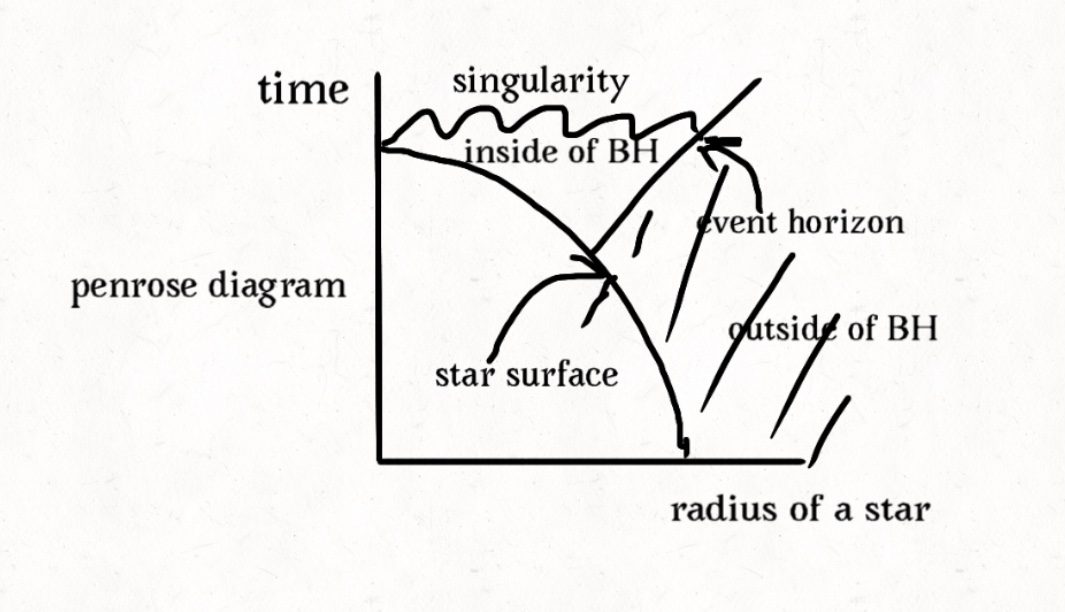 time
singularity
inside of BH
event horizon
penrose diagram
outside of BH
star surface
radius of a star